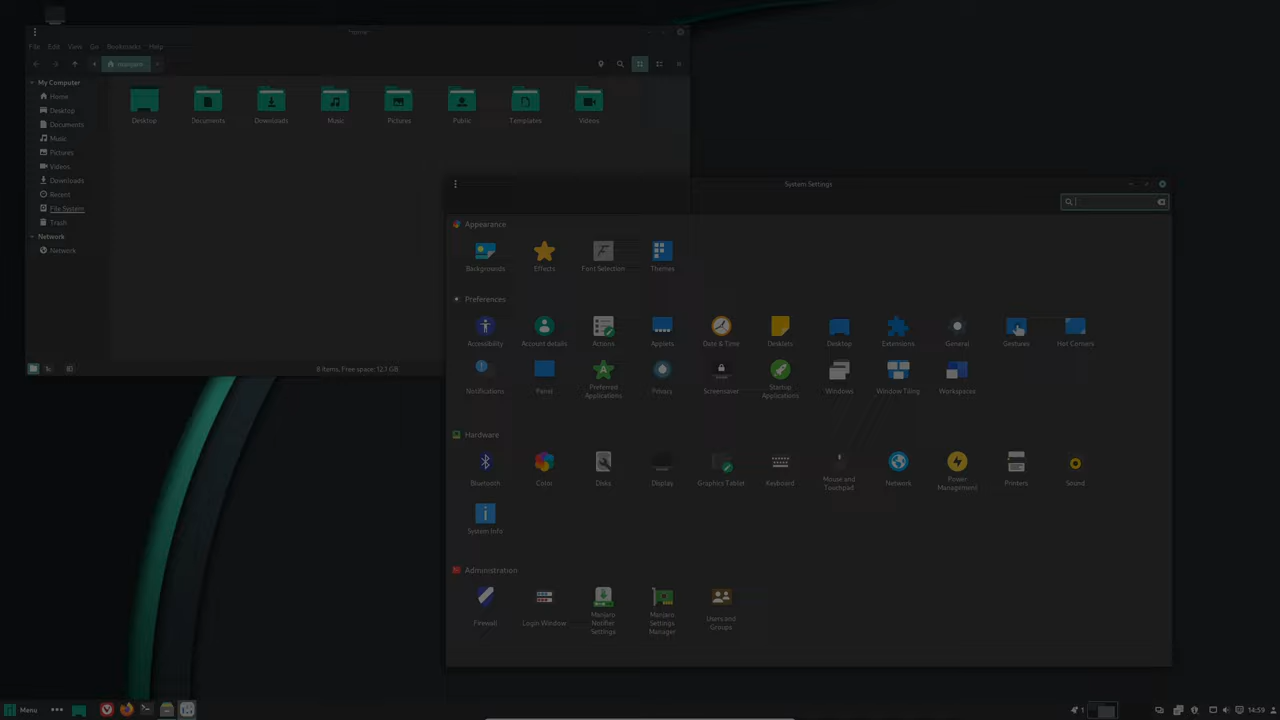 Home
File Edit View Go Bookmarks Help
manjaro
My Computer
Home
Desktop
Documents
Music
Pictures
Videos
Downloads
Recent
File System
Trash
Network
Network
Desktop Documents Downloads Music Pictures Public Templates Videos
8 items, Free space: 12.1 GB
System Settings
Appearance
Backgrounds Effects Font Selection Themes
Preferences
Accessibility Account details Actions Applets Date & Time Desklets Desktop Extensions General Gestures Hot Corners
Notifications Panel Preferred Applications Privacy Screensaver Startup Applications Windows Window Tiling Workspaces
Hardware
Bluetooth Color Disks Display Graphics Tablet Keyboard Mouse and Touchpad Network Power Management Printers Sound
System Info
Administration
Firewall Login Window Manjaro Notifier Settings Manjaro Settings Manager Users and Groups
Menu
1
14:59